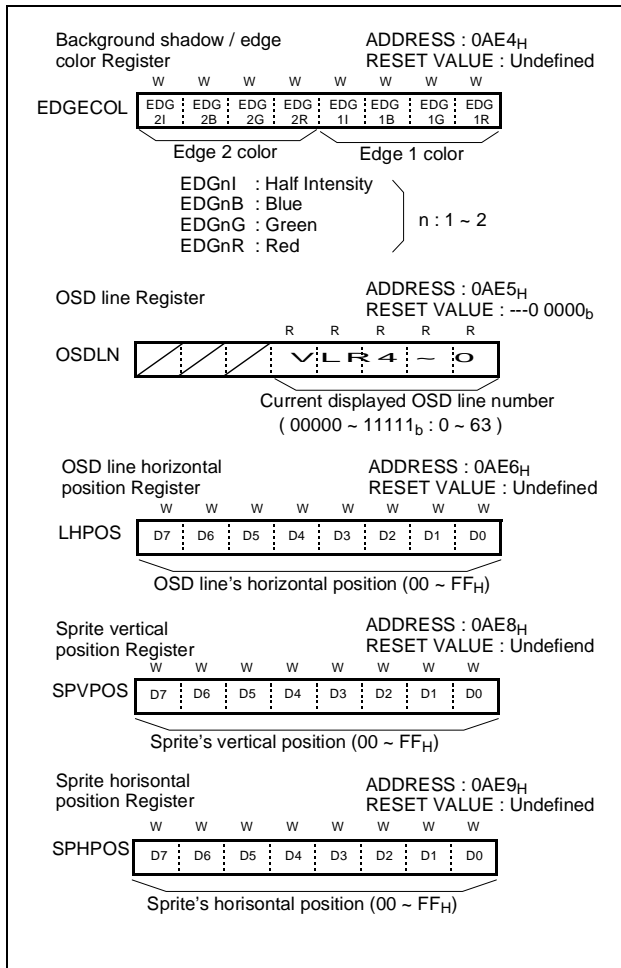 Background shadow / edge color Register
ADDRESS : 0AE4H
RESET VALUE : Undefined
W W W W W W W W
EDGECOL EDG 2I EDG 2B EDG 2G EDG 2R EDG 1I EDG 1B EDG 1G EDG 1R
Edge 2 color Edge 1 color
EDGnI : Half Intensity
EDGnB : Blue
EDGnG : Green
EDGnR : Red
n : 1 ~ 2
OSD line Register
ADDRESS : 0AE5H
RESET VALUE : ---0 0000b
R R R R R
OSDLN VLR4~0
Current displayed OSD line number
( 00000 ~ 11111b : 0 ~ 63 )
OSD line horizontal position Register
ADDRESS : 0AE6H
RESET VALUE : Undefined
W W W W W W W W
LHPOS D7 D6 D5 D4 D3 D2 D1 D0
OSD line's horizontal position (00 ~ FFH)
Sprite vertical position Register
ADDRESS : 0AE8H
RESET VALUE : Undefiend
W W W W W W W W
SPVPOS D7 D6 D5 D4 D3 D2 D1 D0
Sprite's vertical position (00 ~ FFH)
Sprite horisontal position Register
ADDRESS : 0AE9H
RESET VALUE : Undefined
W W W W W W W W
SPHPOS D7 D6 D5 D4 D3 D2 D1 D0
Sprite's horisontal position (00 ~ FFH)